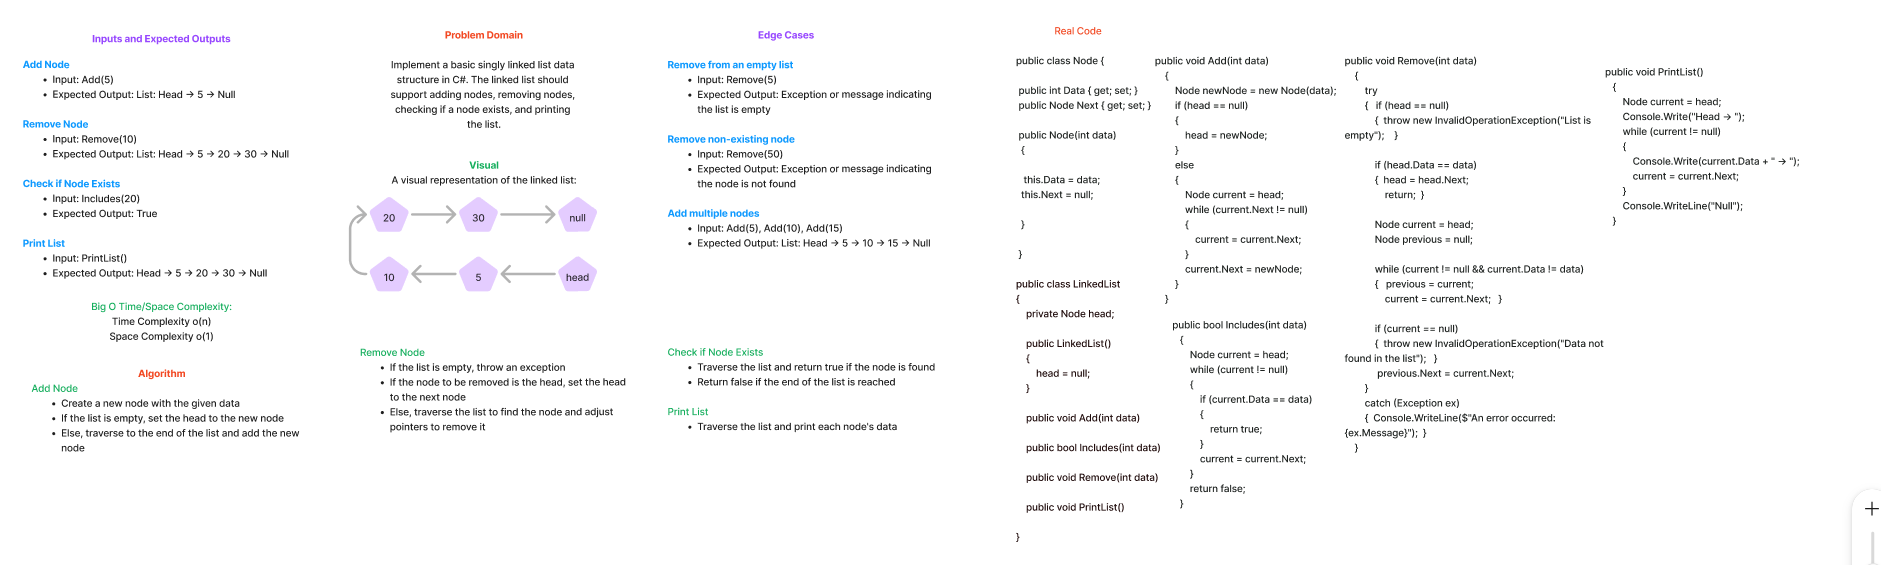 Inputs and Expected Outputs
Add Node
• Input: Add(5)
• Expected Output: List: Head → 5 → Null
Remove Node
• Input: Remove(10)
• Expected Output: List: Head → 5 → 20 → 30 → Null
Check if Node Exists
• Input: Includes(20)
• Expected Output: True
Print List
• Input: PrintList()
• Expected Output: Head → 5 → 20 → 30 → Null
Big O Time/Space Complexity:
Time Complexity o(n)
Space Complexity o(1)
Algorithm
Add Node
• Create a new node with the given data
• If the list is empty, set the head to the new node
• Else, traverse to the end of the list and add the new
node
Problem Domain
Implement a basic singly linked list data
structure in C#. The linked list should
support adding nodes, removing nodes,
checking if a node exists, and printing
the list.
Visual
A visual representation of the linked list:
20 30 null
10 5 head
Remove Node
• If the list is empty, throw an exception
• If the node to be removed is the head, set the head
to the next node
• Else, traverse the list to find the node and adjust
pointers to remove it
Edge Cases
Remove from an empty list
• Input: Remove(5)
• Expected Output: Exception or message indicating
the list is empty
Remove non-existing node
• Input: Remove(50)
• Expected Output: Exception or message indicating
the node is not found
Add multiple nodes
• Input: Add(5), Add(10), Add(15)
• Expected Output: List: Head → 5 → 10 → 15 → Null
Check if Node Exists
• Traverse the list and return true if the node is found
• Return false if the end of the list is reached
Print List
• Traverse the list and print each node's data
Real Code
public class Node {
public int Data { get; set; }
public Node Next { get; set; }
public Node(int data)
{
this.Data = data;
this.Next = null;
}
}
public class LinkedList
{
private Node head;
public LinkedList()
{
head = null;
}
public void Add(int data)
public bool Includes(int data)
public void Remove(int data)
public void PrintList()
}
public void Add(int data)
{
Node newNode = new Node(data);
if (head == null)
{
head = newNode;
}
else
{
Node current = head;
while (current.Next != null)
{
current = current.Next;
}
current.Next = newNode;
}
}
public bool Includes(int data)
{
Node current = head;
while (current != null)
{
if (current.Data == data)
{
return true;
}
current = current.Next;
}
return false;
}
public void Remove(int data)
{
try
{ if (head == null)
{ throw new InvalidOperationException("List is
empty"); }
if (head.Data == data)
{ head = head.Next;
return; }
Node current = head;
Node previous = null;
while (current != null && current.Data != data)
{ previous = current;
current = current.Next; }
if (current == null)
{ throw new InvalidOperationException("Data not
found in the list"); }
previous.Next = current.Next;
}
catch (Exception ex)
{ Console.WriteLine($"An error occurred:
{ex.Message}"); }
}
public void PrintList()
{
Node current = head;
Console.Write("Head → ");
while (current != null)
{
Console.Write(current.Data + " → ");
current = current.Next;
}
Console.WriteLine("Null");
}